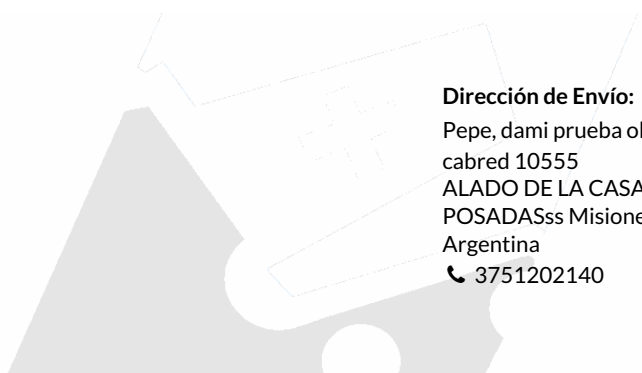 Dirección de Envío:
Pepe, dami prueba
cabred 10555
ALADO DE LA CASA
POSADASss
Argentina
3751202140